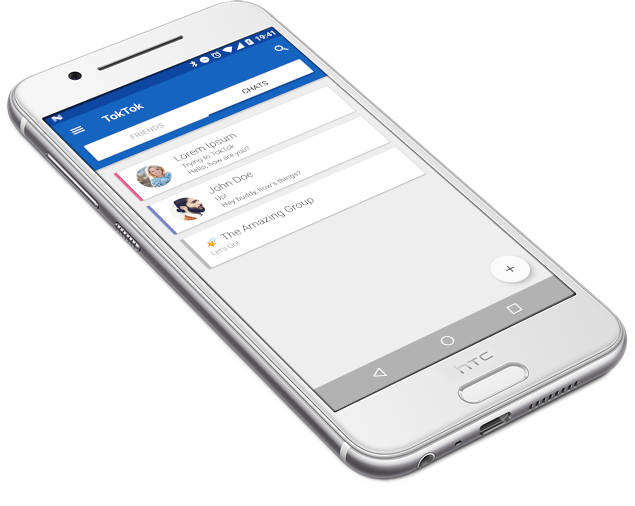 19:41
TokTok
FRIENDS
CHATS
Lorem Ipsum
Trying to TokTok
Hello, how are you?
John Doe
Up!
Hey buddy, how's things?
The Amazing Group
Let's Go!
hTC